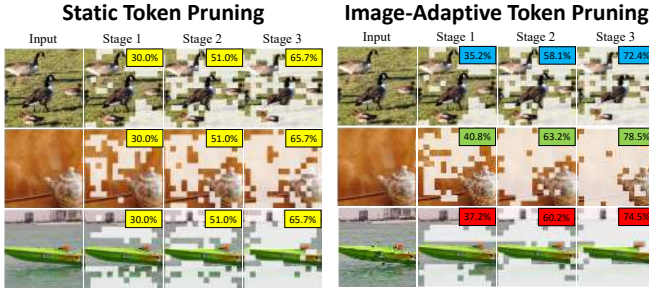 Static Token Pruning
Image-Adaptive Token Pruning
Input Stage 1 Stage 2 Stage 3
Input Stage 1 Stage 2 Stage 3
30.0% 51.0% 65.7%
35.2% 58.1% 72.4%
30.0% 51.0% 65.7%
40.8% 63.2% 78.5%
30.0% 51.0% 65.7%
37.2% 60.2% 74.5%